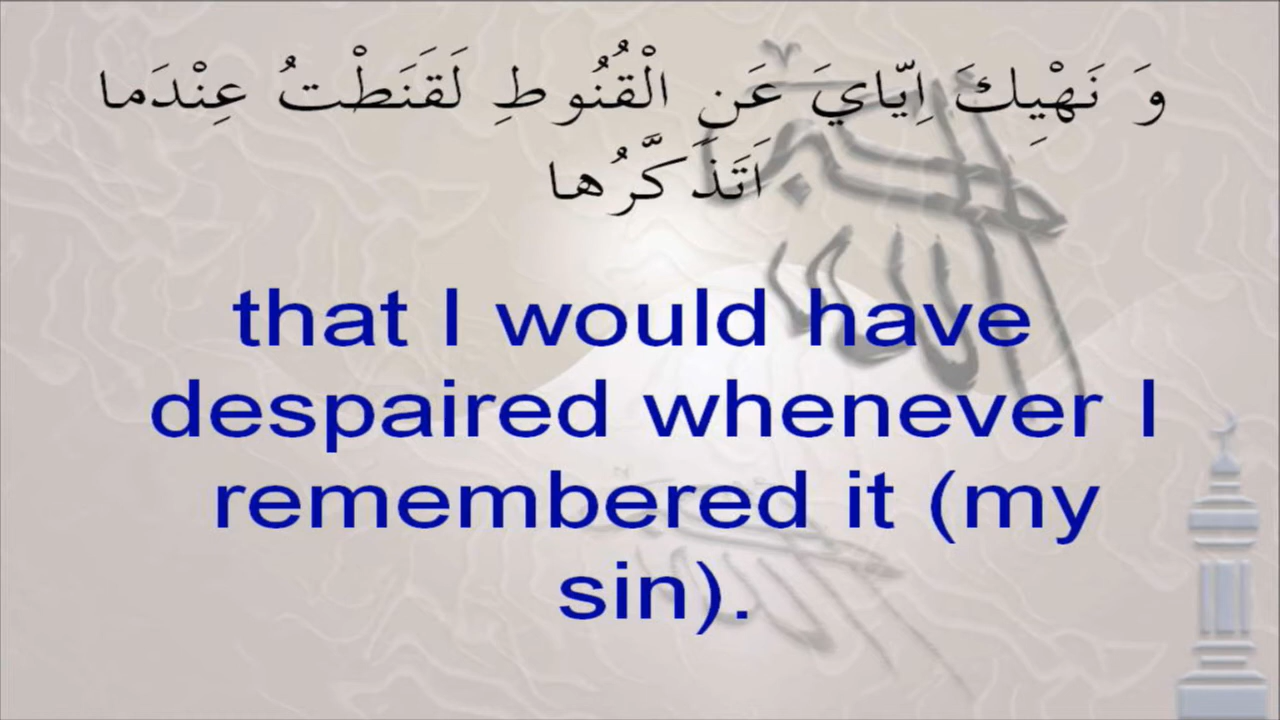 وَ نَهْيِكَ اِيّايَ عَنِ الْقُنُوطِ لَقَنَطْتُ عِنْدَما
اَتَذَكَّرُها
that I would have
despaired whenever I
remembered it (my
sin).